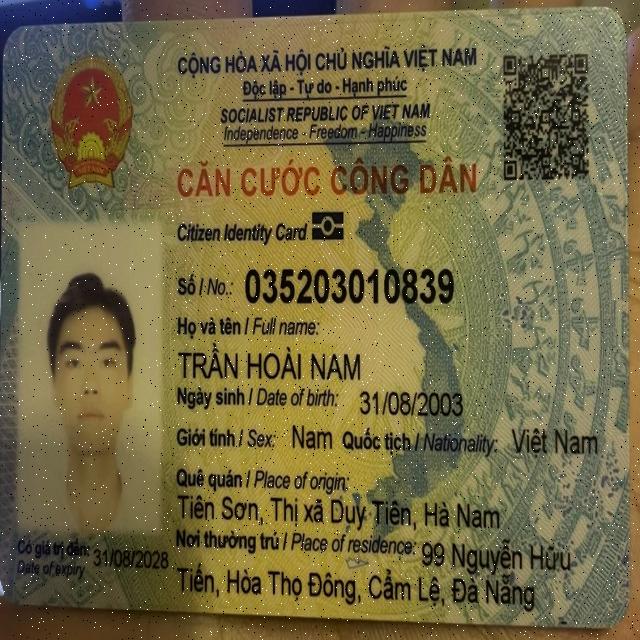 CỘNG HÒA XÃ HỘI CHỦ NGHĨA VIỆT NAM
Độc lập - Tự do - Hạnh phúc
SOCIALIST REPUBLIC OF VIET NAM
Independence - Freedom - Happiness
CĂN CƯỚC CÔNG DÂN
Citizen Identity Card
Số / No.: 035203010839
Họ và tên / Full name:
TRẦN HOÀI NAM
Ngày sinh / Date of birth: 31/08/2003
Giới tính / Sex: Nam Quốc tịch / Nationality: Việt Nam
Quê quán / Place of origin:
Tiên Sơn, Thị xã Duy Tiên, Hà Nam
Nơi thường trú / Place of residence: 99 Nguyễn Hữu
Tiến, Hòa Thọ Đông, Cẩm Lệ, Đà Nẵng
Có giá trị đến: 31/08/2028
Date of expiry